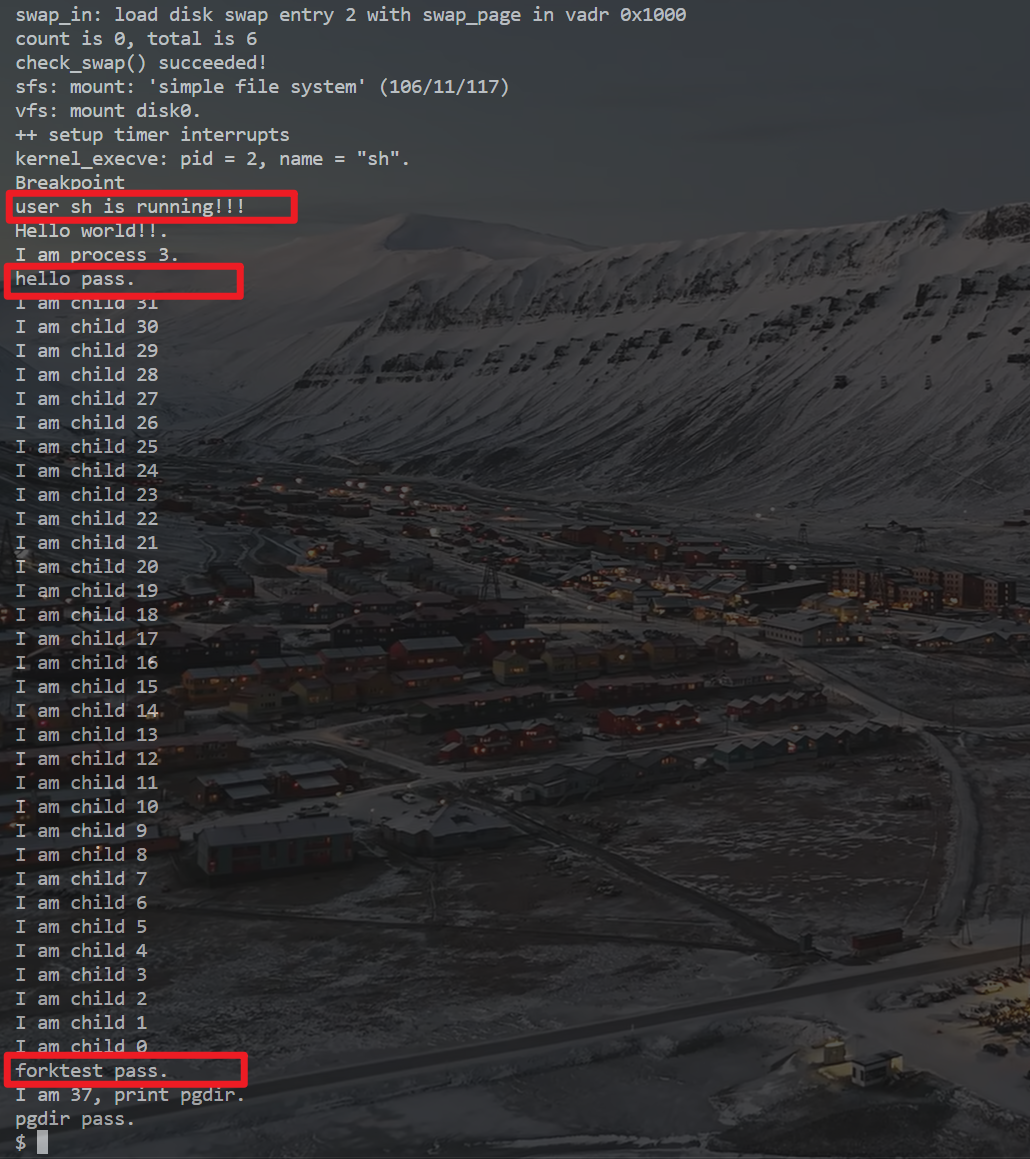 swap_in: load disk swap entry 2 with swap_page in vadr 0x1000
count is 0, total is 6
check_swap() succeeded!
sfs: mount: 'simple file system' (106/11/117)
vfs: mount disk0.
++ setup timer interrupts
kernel_execve: pid = 2, name = "sh".
Breakpoint
user sh is running!!!
Hello world!!.
I am process 3.
hello pass.
I am child 31
I am child 30
I am child 29
I am child 28
I am child 27
I am child 26
I am child 25
I am child 24
I am child 23
I am child 22
I am child 21
I am child 20
I am child 19
I am child 18
I am child 17
I am child 16
I am child 15
I am child 14
I am child 13
I am child 12
I am child 11
I am child 10
I am child 9
I am child 8
I am child 7
I am child 6
I am child 5
I am child 4
I am child 3
I am child 2
I am child 1
I am child 0
forktest pass.
I am 37, print pgdir.
pgdir pass.
$